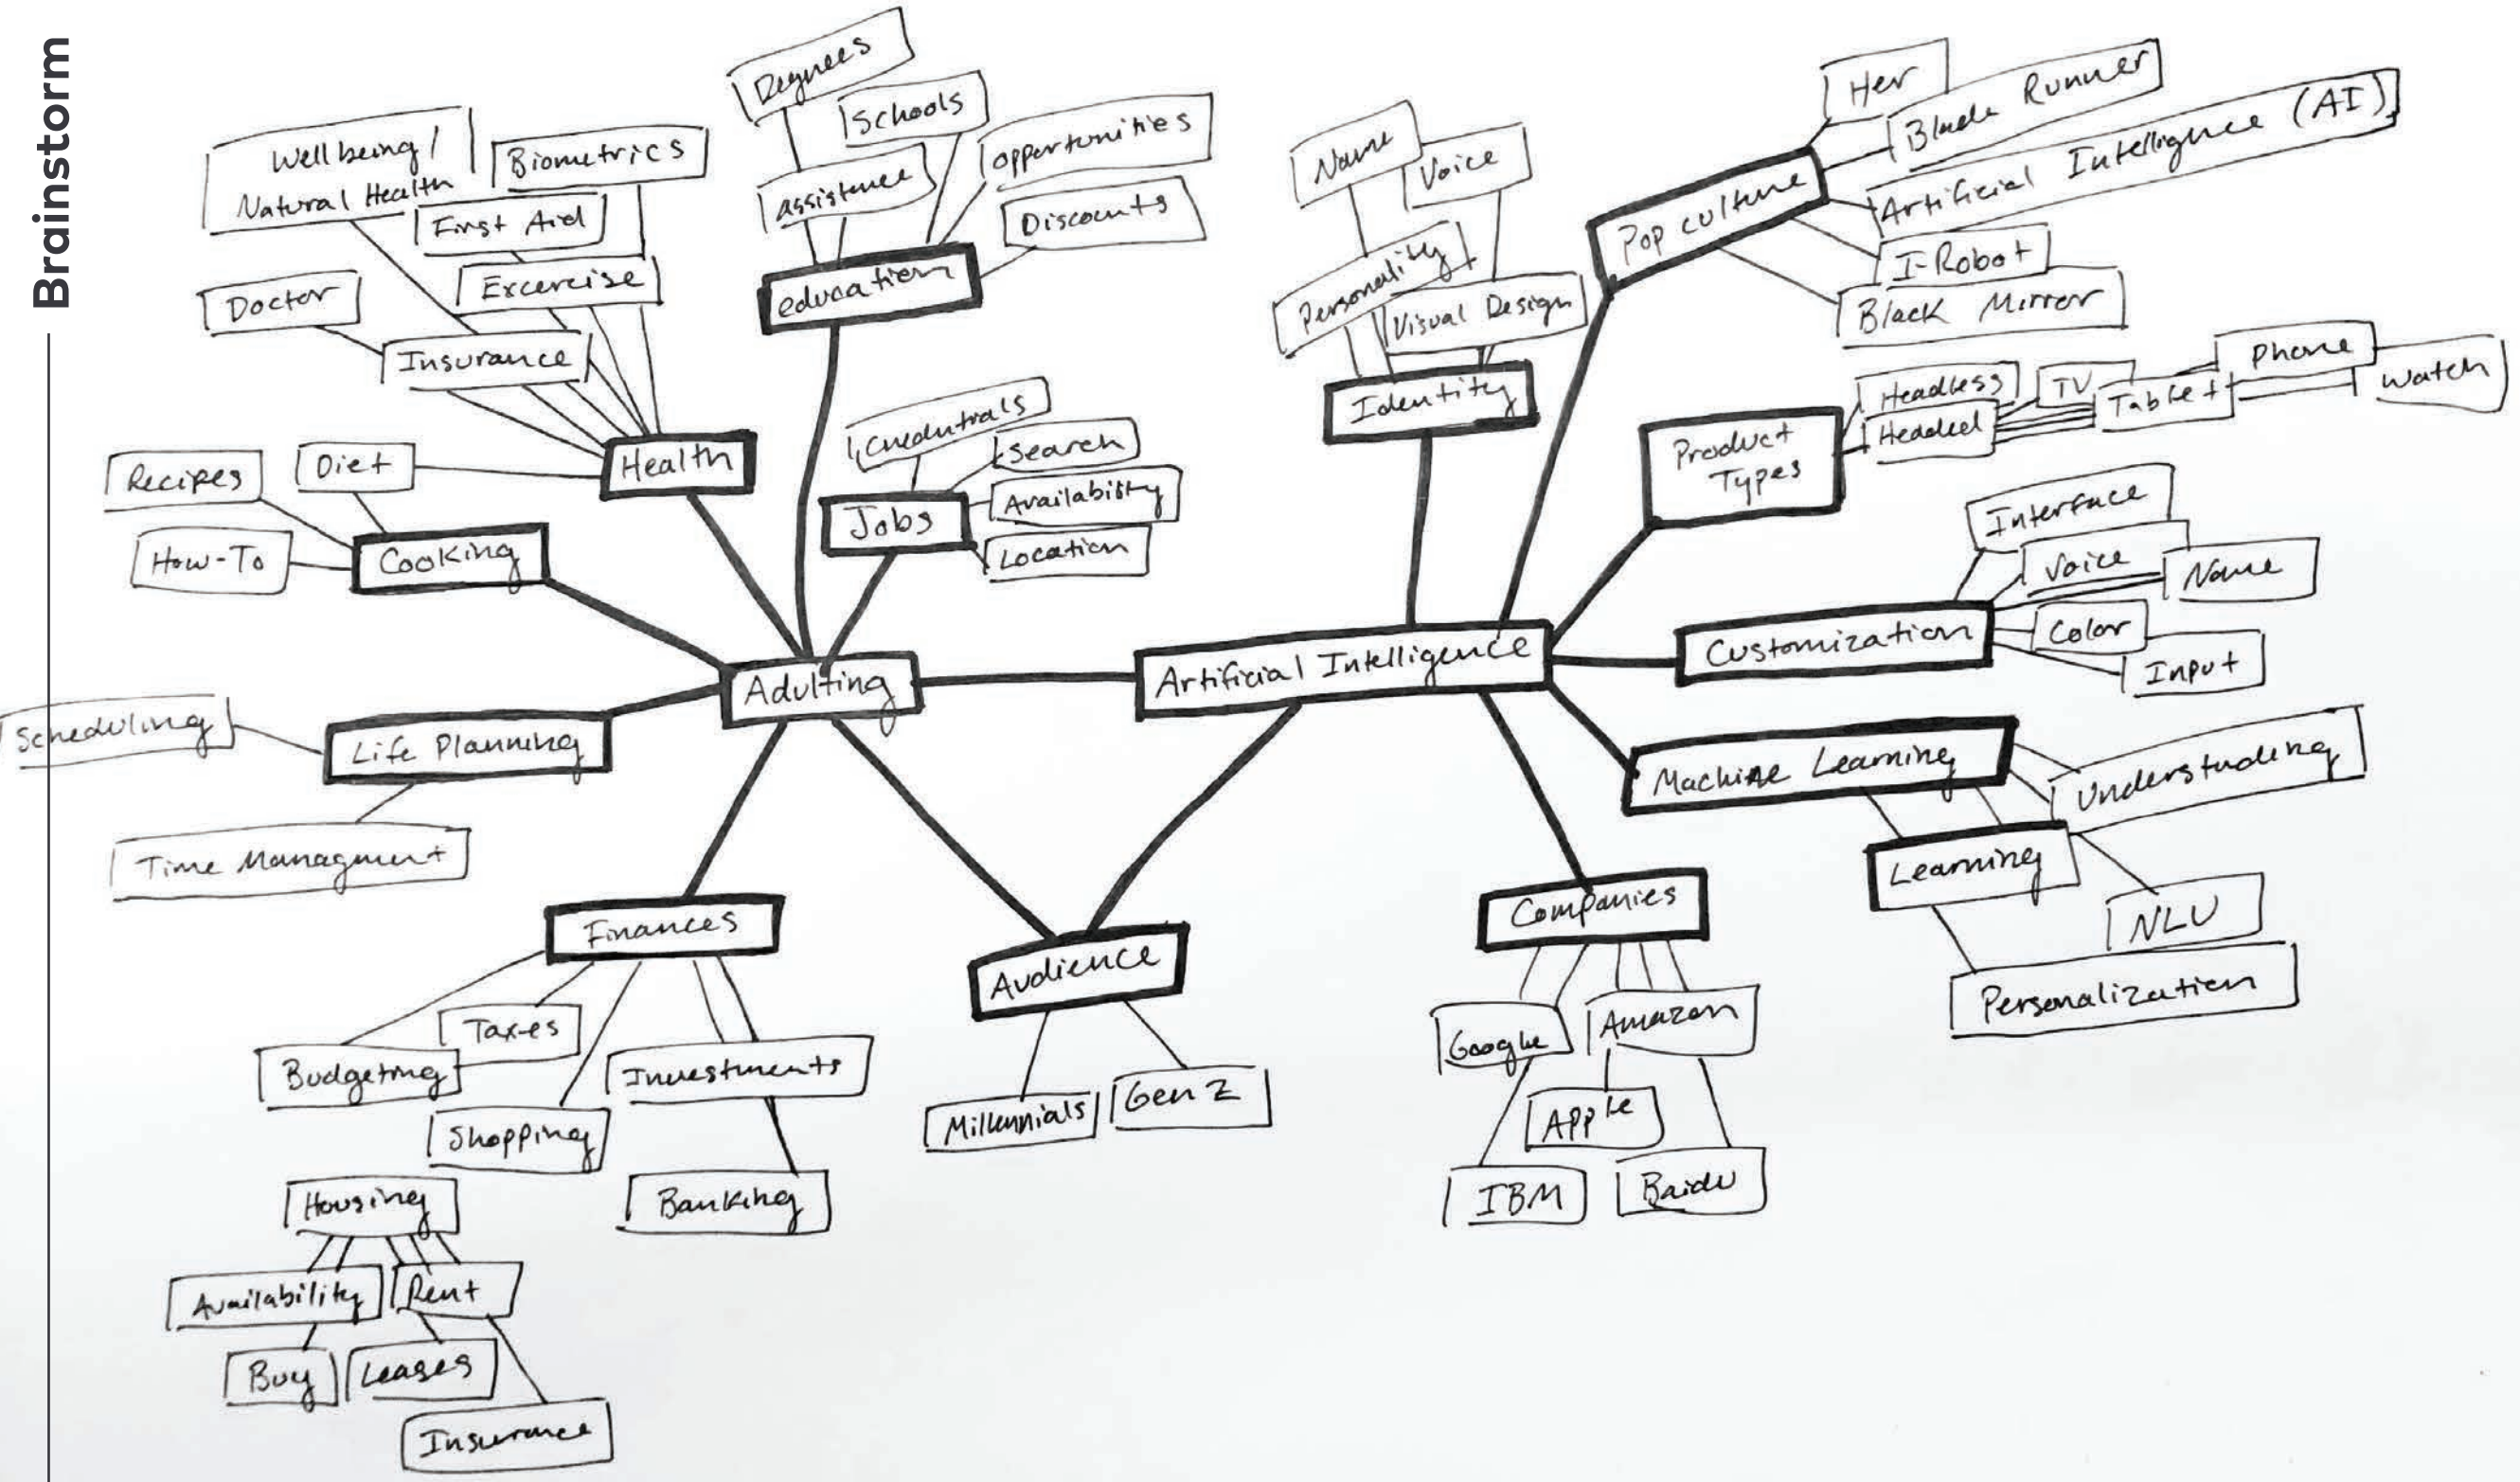 Brainstorm
Wellbeing/
Natural Health
Biometrics
First Aid
Excercise
Doctor
Insurance
Health
Diet
Recipes
How-To
Cooking
Degrees
Schools
assistence
opportunities
Discounts
education
Credentials
Search
Availability
Location
Jobs
Adulting
Life Planning
Scheduling
Time Managment
Finances
Taxes
Budgeting
Shopping
Investments
Banking
Housing
Availability
Rent
Buy
Leases
Insurance
Audience
Millennials
Gen Z
Artificial Intelligence
Identity
Name
Voice
Personality
Visual Design
Pop culture
Her
Blade Runner
Artificial Intelligence (AI)
I-Robot
Black Mirror
Product
Types
Headless
Headed
TV
Tablet
Phone
Watch
Customization
Interface
Voice
Name
Color
Input
Machine Learning
Understanding
Learning
NLU
Personalization
Companies
Google
Amazon
Apple
IBM
Baidu